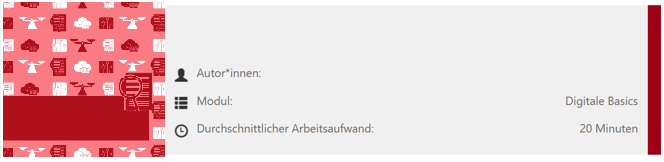 Autor*innen:
Modul: Digitale Basics
Durchschnittlicher Arbeitsaufwand: 20 Minuten